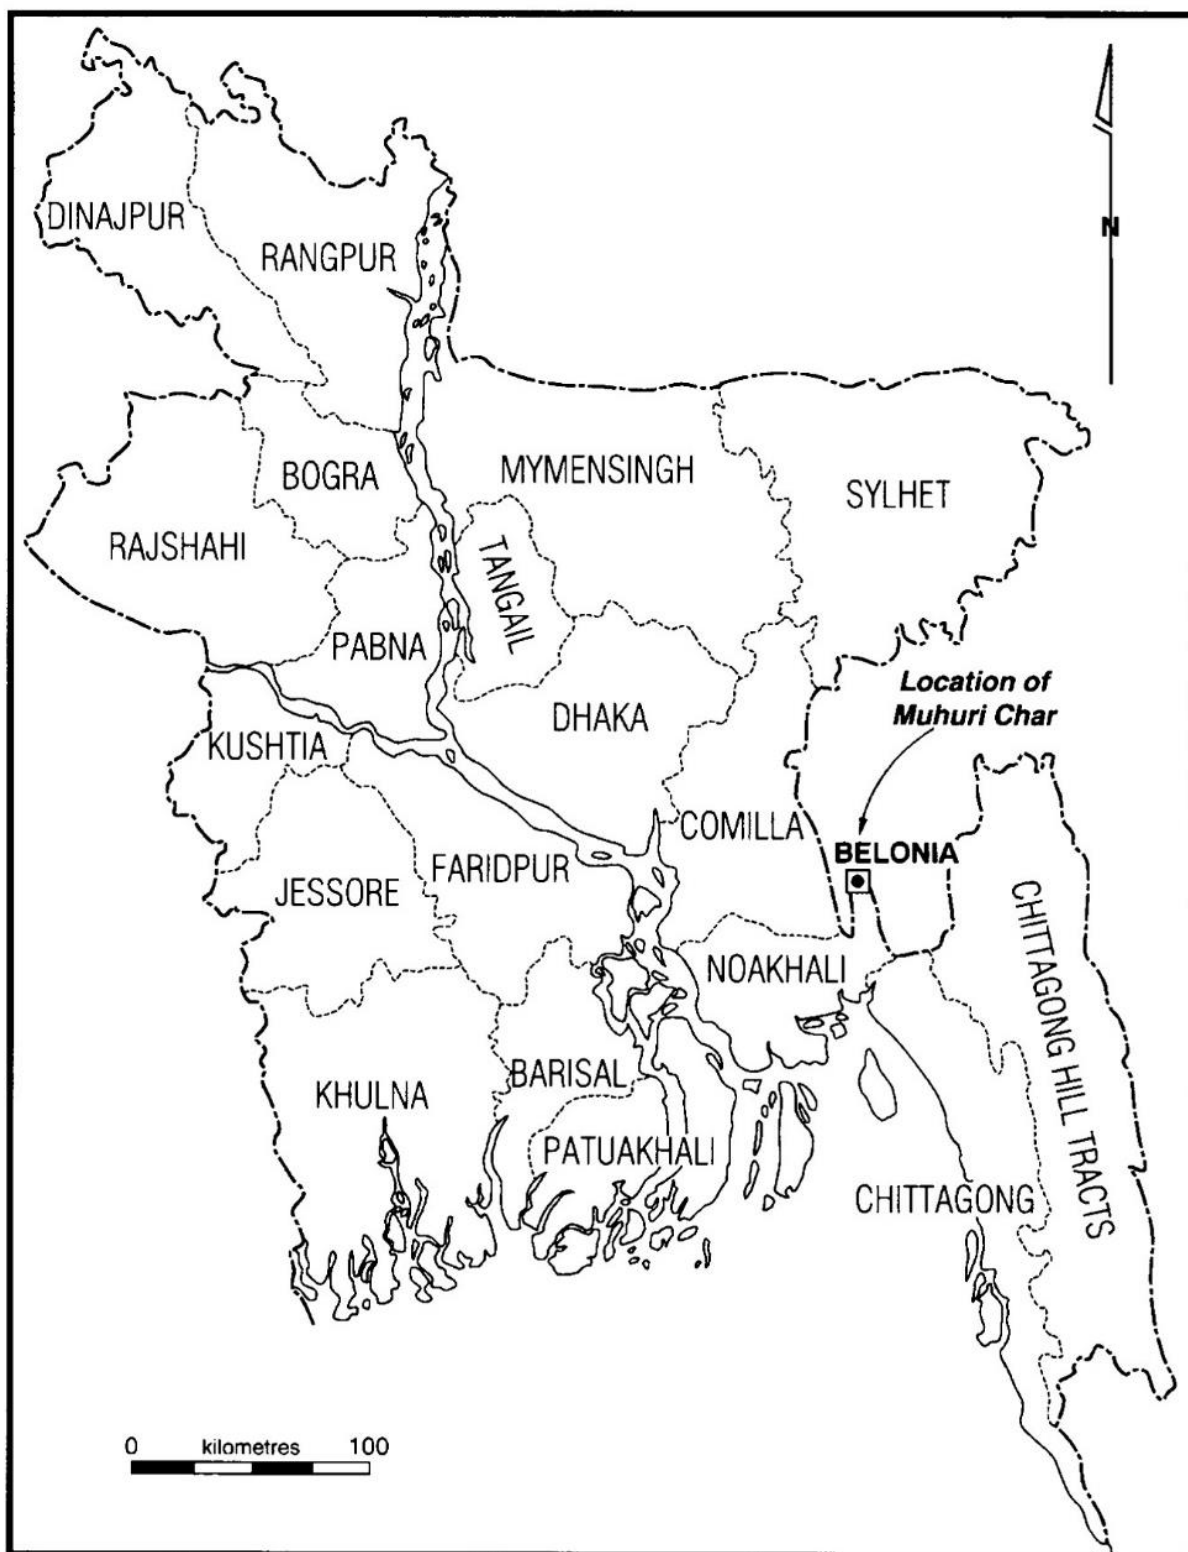 N
DINAJPUR
RANGPUR
BOGRA
MYMENSINGH
SYLHET
RAJSHAHI
TANGAIL
PABNA
Location of
Muhuri Char
DHAKA
KUSHTIA
COMILLA
BELONIA
FARIDPUR
JESSORE
CHITTAGONG HILL TRACTS
NOAKHALI
BARISAL
KHULNA
PATUAKHALI
CHITTAGONG
0 kilometres 100